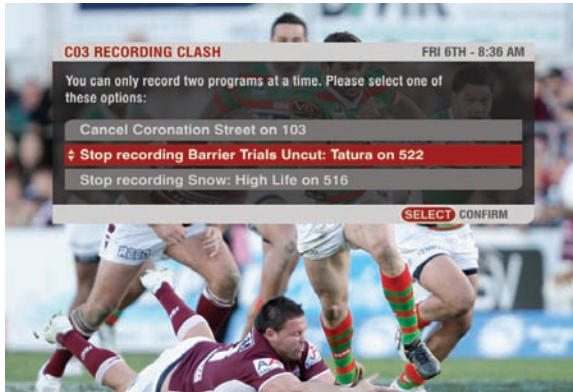 C03 RECORDING CLASH
FRI 6TH - 8:36 AM
You can only record two programs at a time. Please select one of
these options:
Cancel Coronation Street on 103
Stop recording Barrier Trials Uncut: Tatura on 522
Stop recording Snow: High Life on 516
SELECT CONFIRM